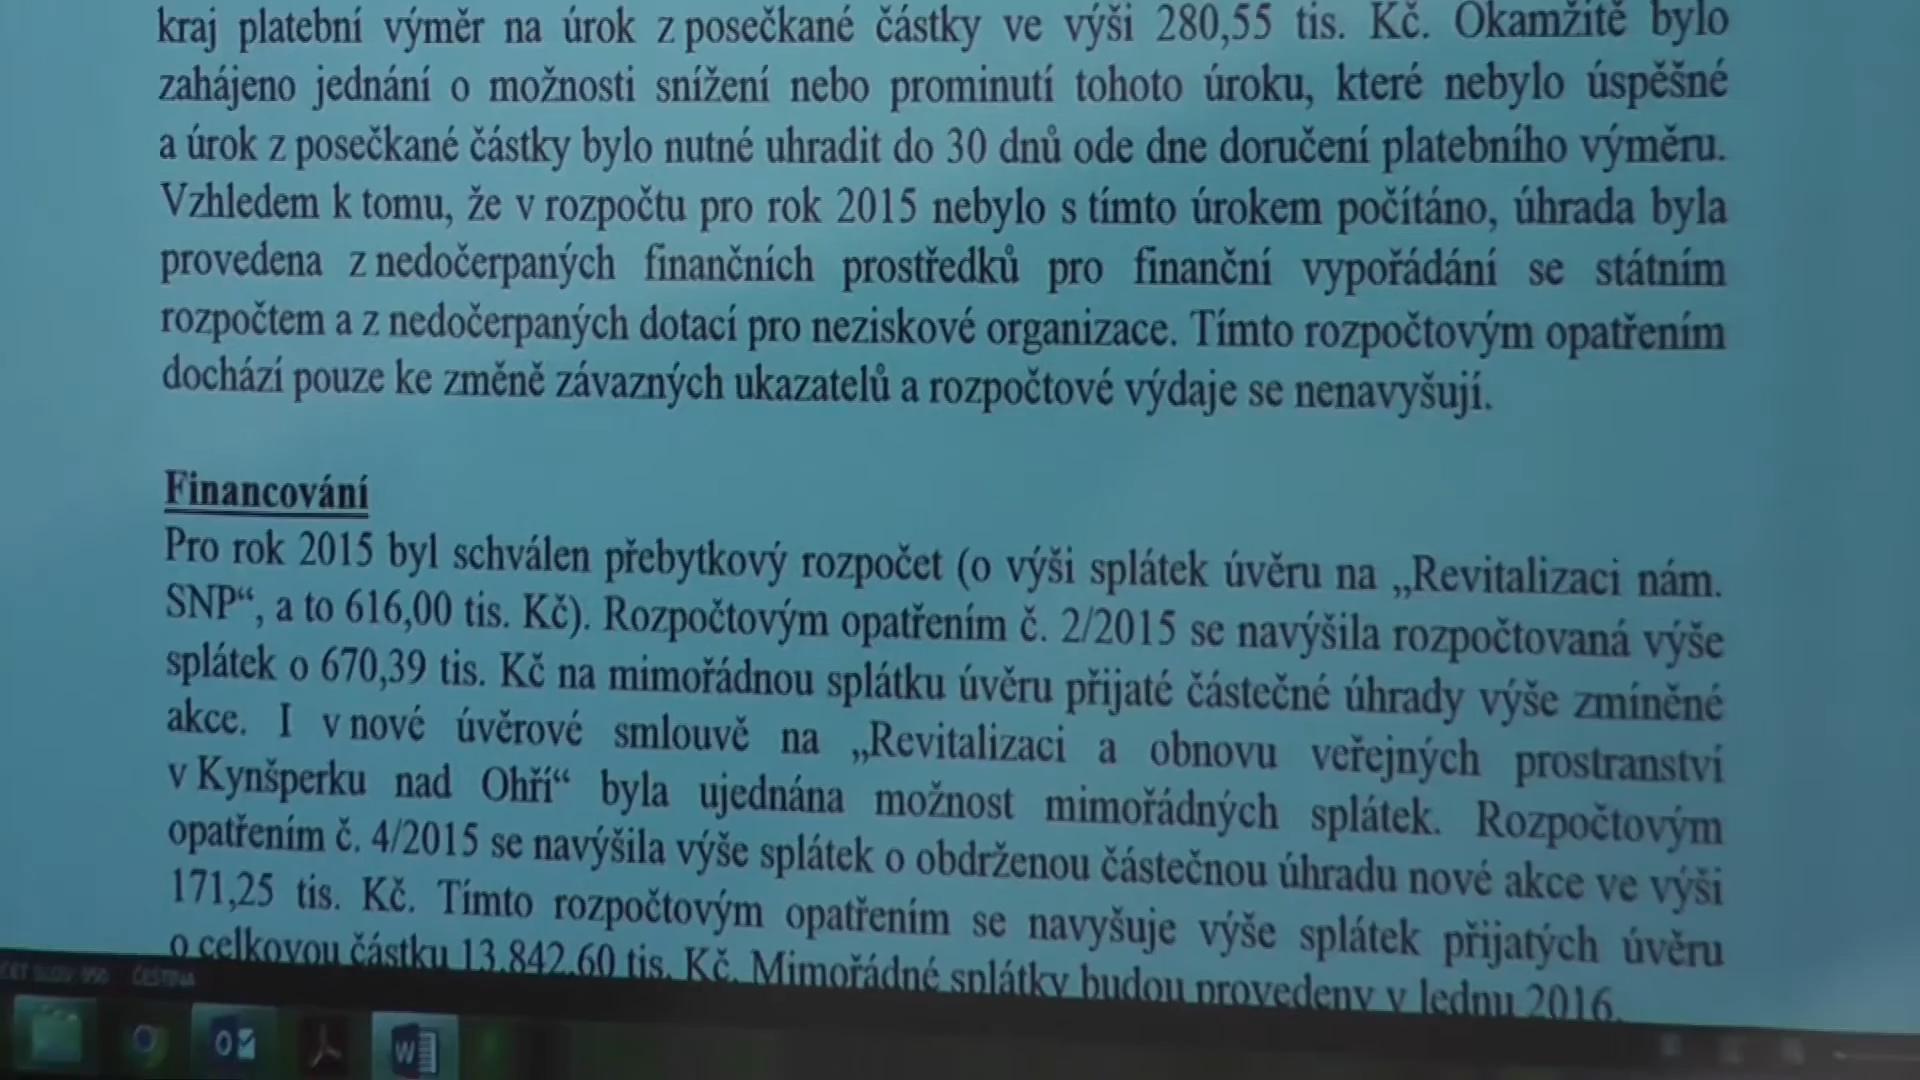 kraj platební výměr na úrok z posečkané částky ve výši 280,55 tis. Kč. Okamžitě bylo
zahájeno jednání o možnosti snížení nebo prominutí tohoto úroku, které nebylo úspěšné
a úrok z posečkané částky bylo nutné uhradit do 30 dnů ode dne doručení platebního výměru.
Vzhledem k tomu, že v rozpočtu pro rok 2015 nebylo s tímto úrokem počítáno, úhrada byla
provedena z nedočerpaných finančních prostředků pro finanční vypořádání se státním
rozpočtem a z nedočerpaných dotací pro neziskové organizace. Tímto rozpočtovým opatřením
dochází pouze ke změně závazných ukazatelů a rozpočtové výdaje se nenavyšují.
Financování
Pro rok 2015 byl schválen přebytkový rozpočet (o výši splátek úvěru na „Revitalizaci nám.
SNP“, a to 616,00 tis. Kč). Rozpočtovým opatřením č. 2/2015 se navýšila rozpočtovaná výše
splátek o 670,39 tis. Kč na mimořádnou splátku úvěru přijaté částečné úhrady výše zmíněné
akce. I v nové úvěrové smlouvě na „Revitalizaci a obnovu veřejných prostranství
v Kynšperku nad Ohří“ byla ujednána možnost mimořádných splátek. Rozpočtovým
opatřením č. 4/2015 se navýšila výše splátek o obdrženou částečnou úhradu nové akce ve výši
171,25 tis. Kč. Tímto rozpočtovým opatřením se navyšuje výše splátek přijatých úvěru
o celkovou částku 13.842,60 tis. Kč. Mimořádné splátky budou provedeny v lednu 2016.
ČEŠTINA